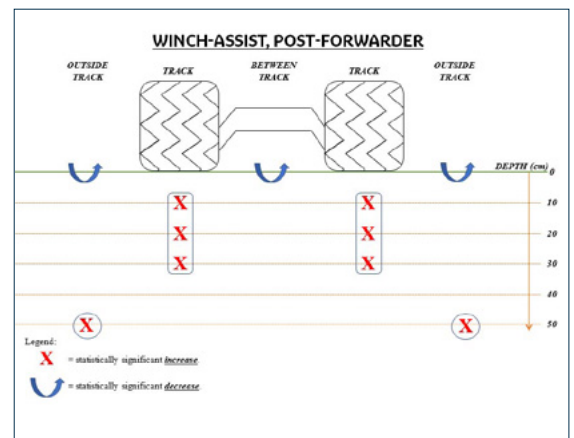 WINCH-ASSIST, POST-FORWARDER
OUTSIDE TRACK
TRACK
BETWEEN TRACK
TRACK
OUTSIDE TRACK
DEPTH (cm) 0
X X 10
X X 20
X X 30
40
X X 50
Legend:
X = statistically significant increase.
= statistically significant decrease.